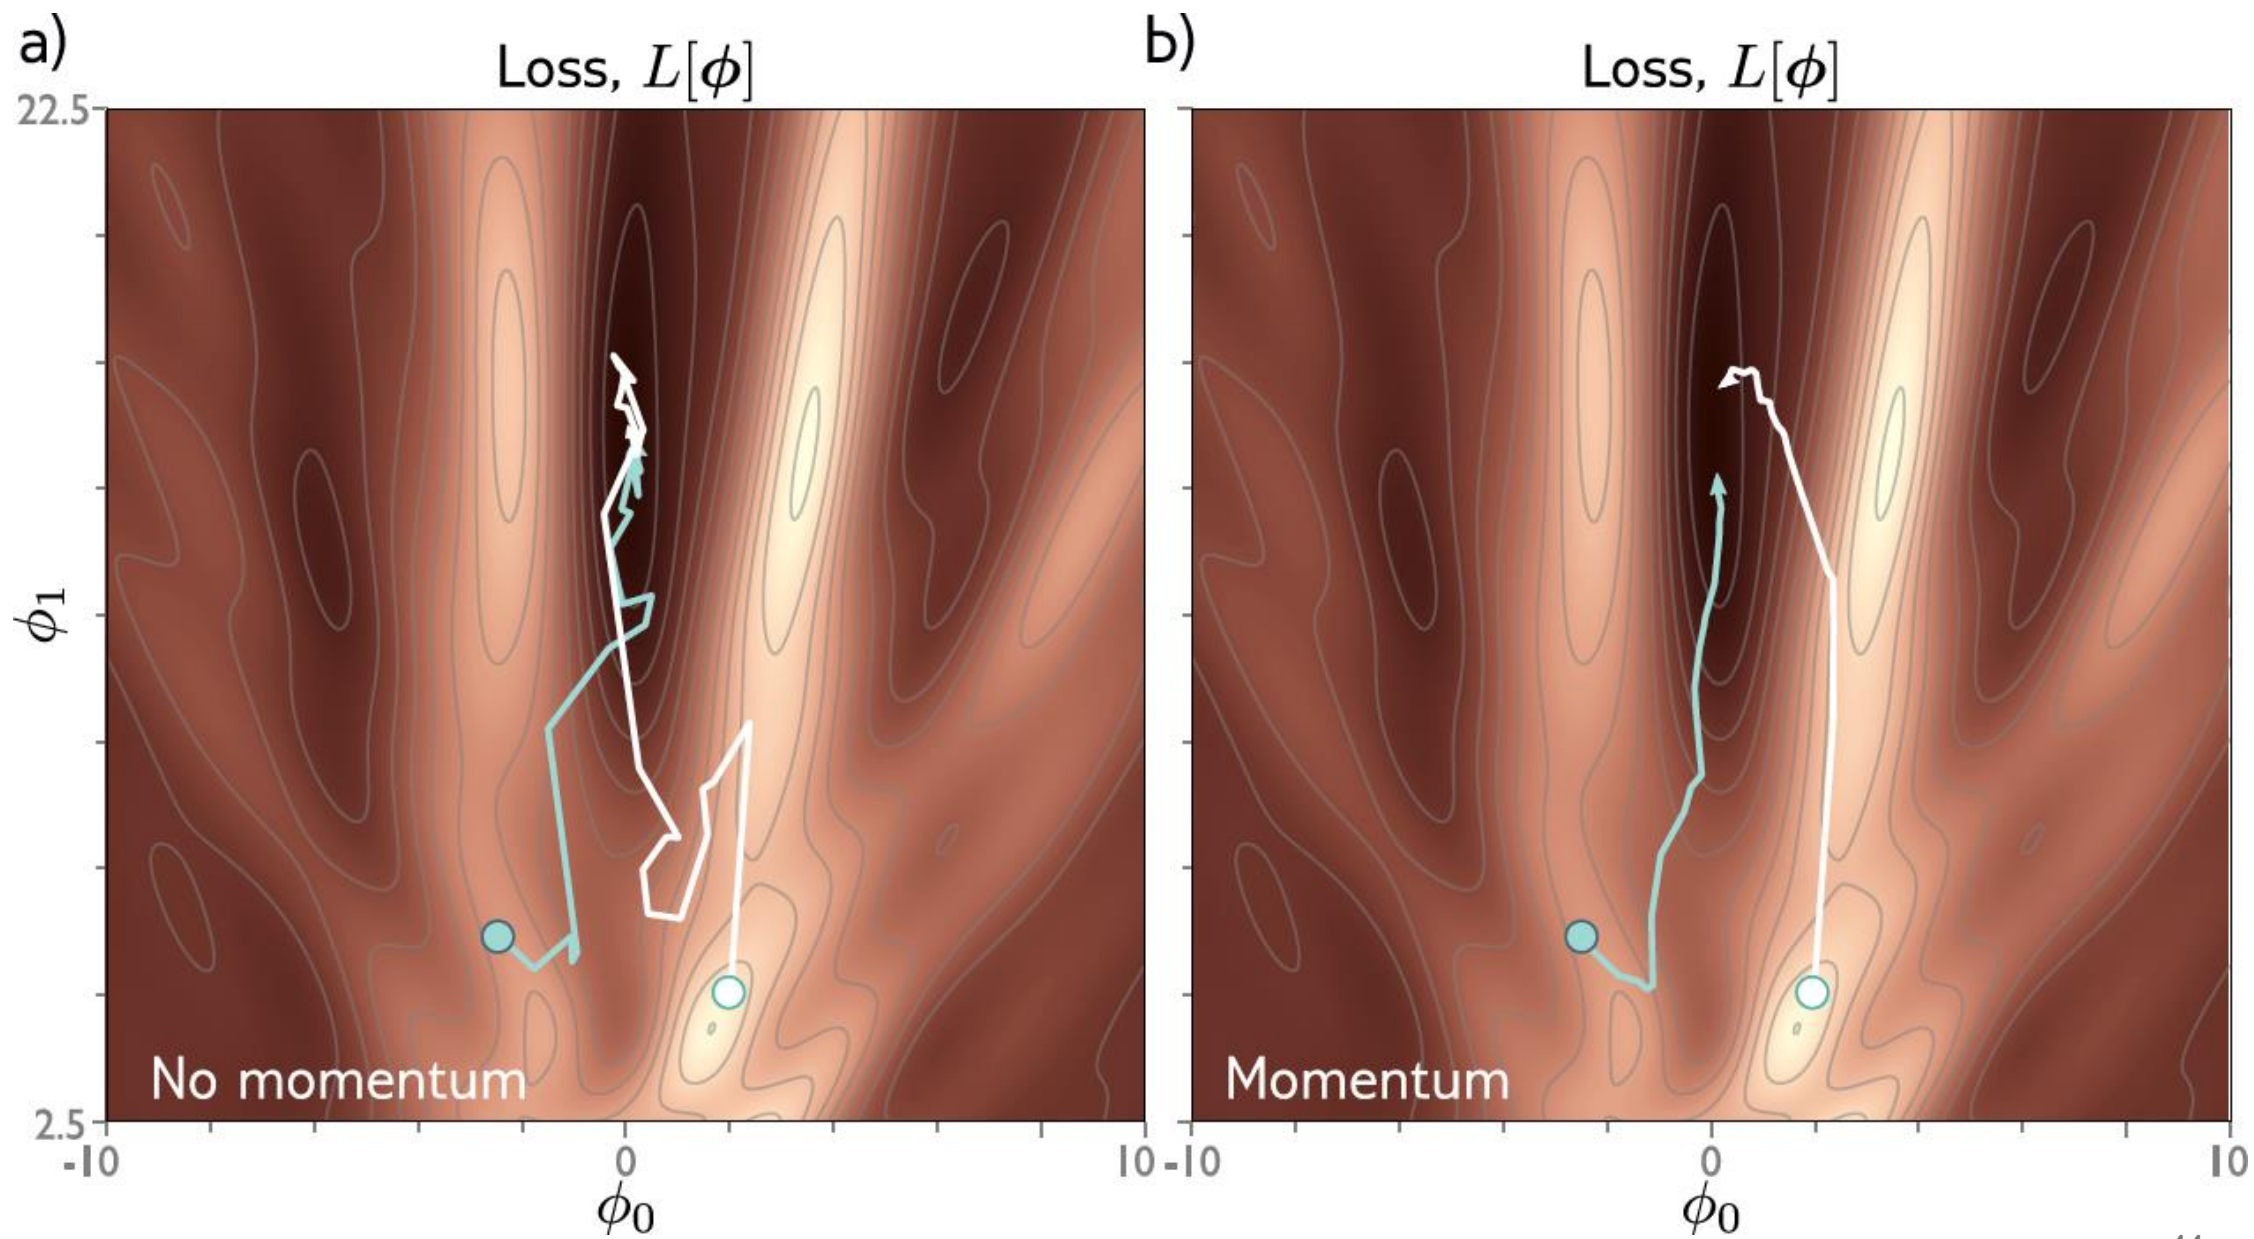 a)
Loss, L[ϕ]
22.5
ϕ₁
2.5
No momentum
-10
0
10
ϕ₀
b)
Loss, L[ϕ]
Momentum
-10
0
10
ϕ₀